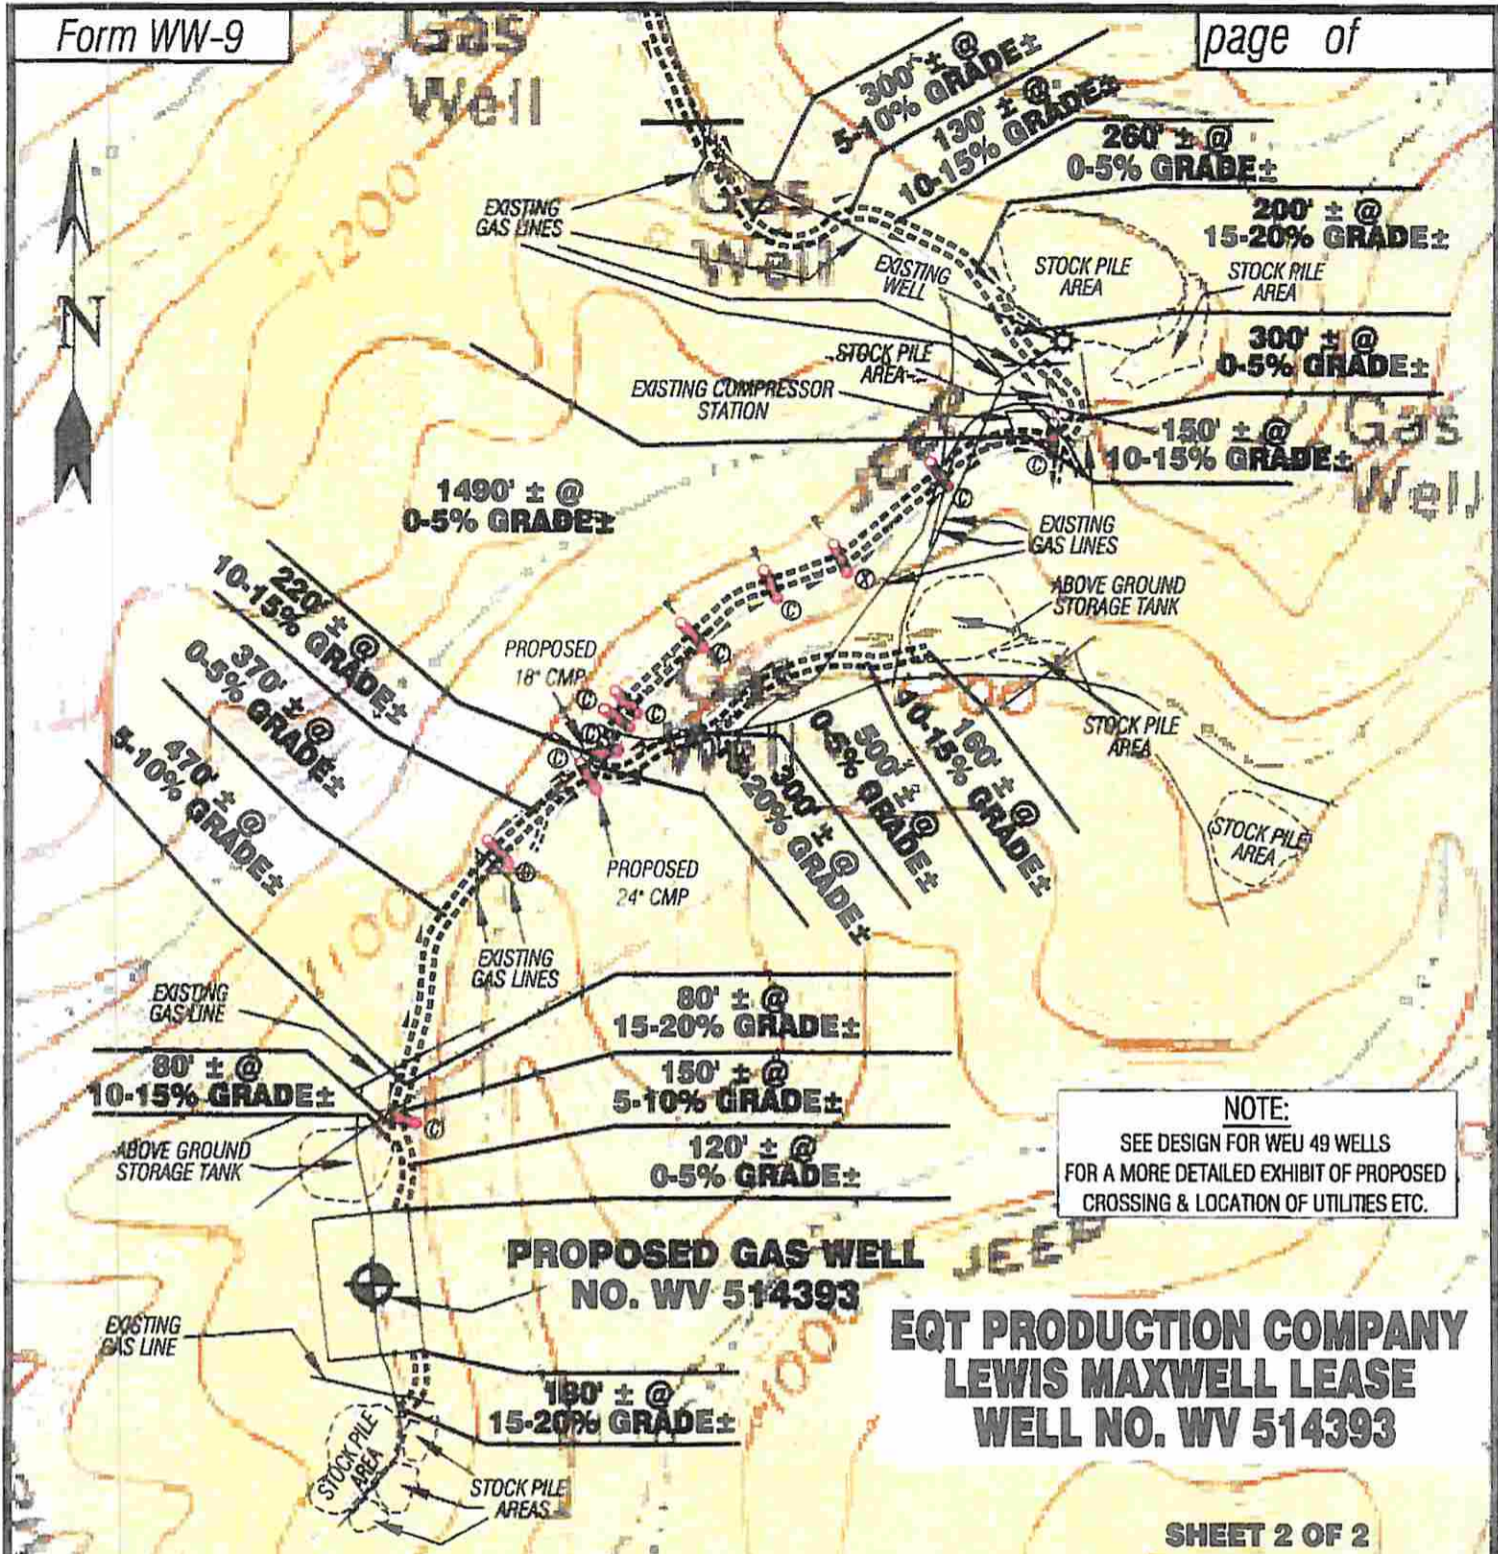 Form WW-9
page of
Gas
Well
300' ± @
5-10% GRADE±
130' ± @
10-15% GRADE±
260' ± @
0-5% GRADE±
EXISTING
GAS LINES
Gas
Well
200' ± @
15-20% GRADE±
1200
EXISTING
WELL
STOCK PILE
AREA
STOCK PILE
AREA
N
300' ± @
0-5% GRADE±
STOCK PILE
AREA
EXISTING COMPRESSOR
STATION
150' ± @
10-15% GRADE±
Gas
Well
1490' ± @
0-5% GRADE±
C
C
EXISTING
GAS LINES
220' ± @
10-15% GRADE±
X
C
ABOVE GROUND
STORAGE TANK
370' ± @
0-5% GRADE±
PROPOSED
18" CMP
C
Gas
Well
C
C
C
C
470' ± @
5-10% GRADE±
160' ± @
10-15% GRADE±
500' ± @
0-5% GRADE±
300' ± @
STOCK PILE
AREA
STOCK PILE
AREA
PROPOSED
24" CMP
1100
EXISTING
GAS LINES
EXISTING
GAS LINE
80' ± @
15-20% GRADE±
80' ± @
10-15% GRADE±
150' ± @
5-10% GRADE±
C
ABOVE GROUND
STORAGE TANK
120' ± @
0-5% GRADE±
NOTE:
SEE DESIGN FOR WEU 49 WELLS
FOR A MORE DETAILED EXHIBIT OF PROPOSED
CROSSING & LOCATION OF UTILITIES ETC.
JEEP
PROPOSED GAS WELL
NO. WV 514393
EXISTING
GAS LINE
1000
EQT PRODUCTION COMPANY
LEWIS MAXWELL LEASE
WELL NO. WV 514393
180' ± @
15-20% GRADE±
STOCK PILE
AREA
STOCK PILE
AREAS
SHEET 2 OF 2